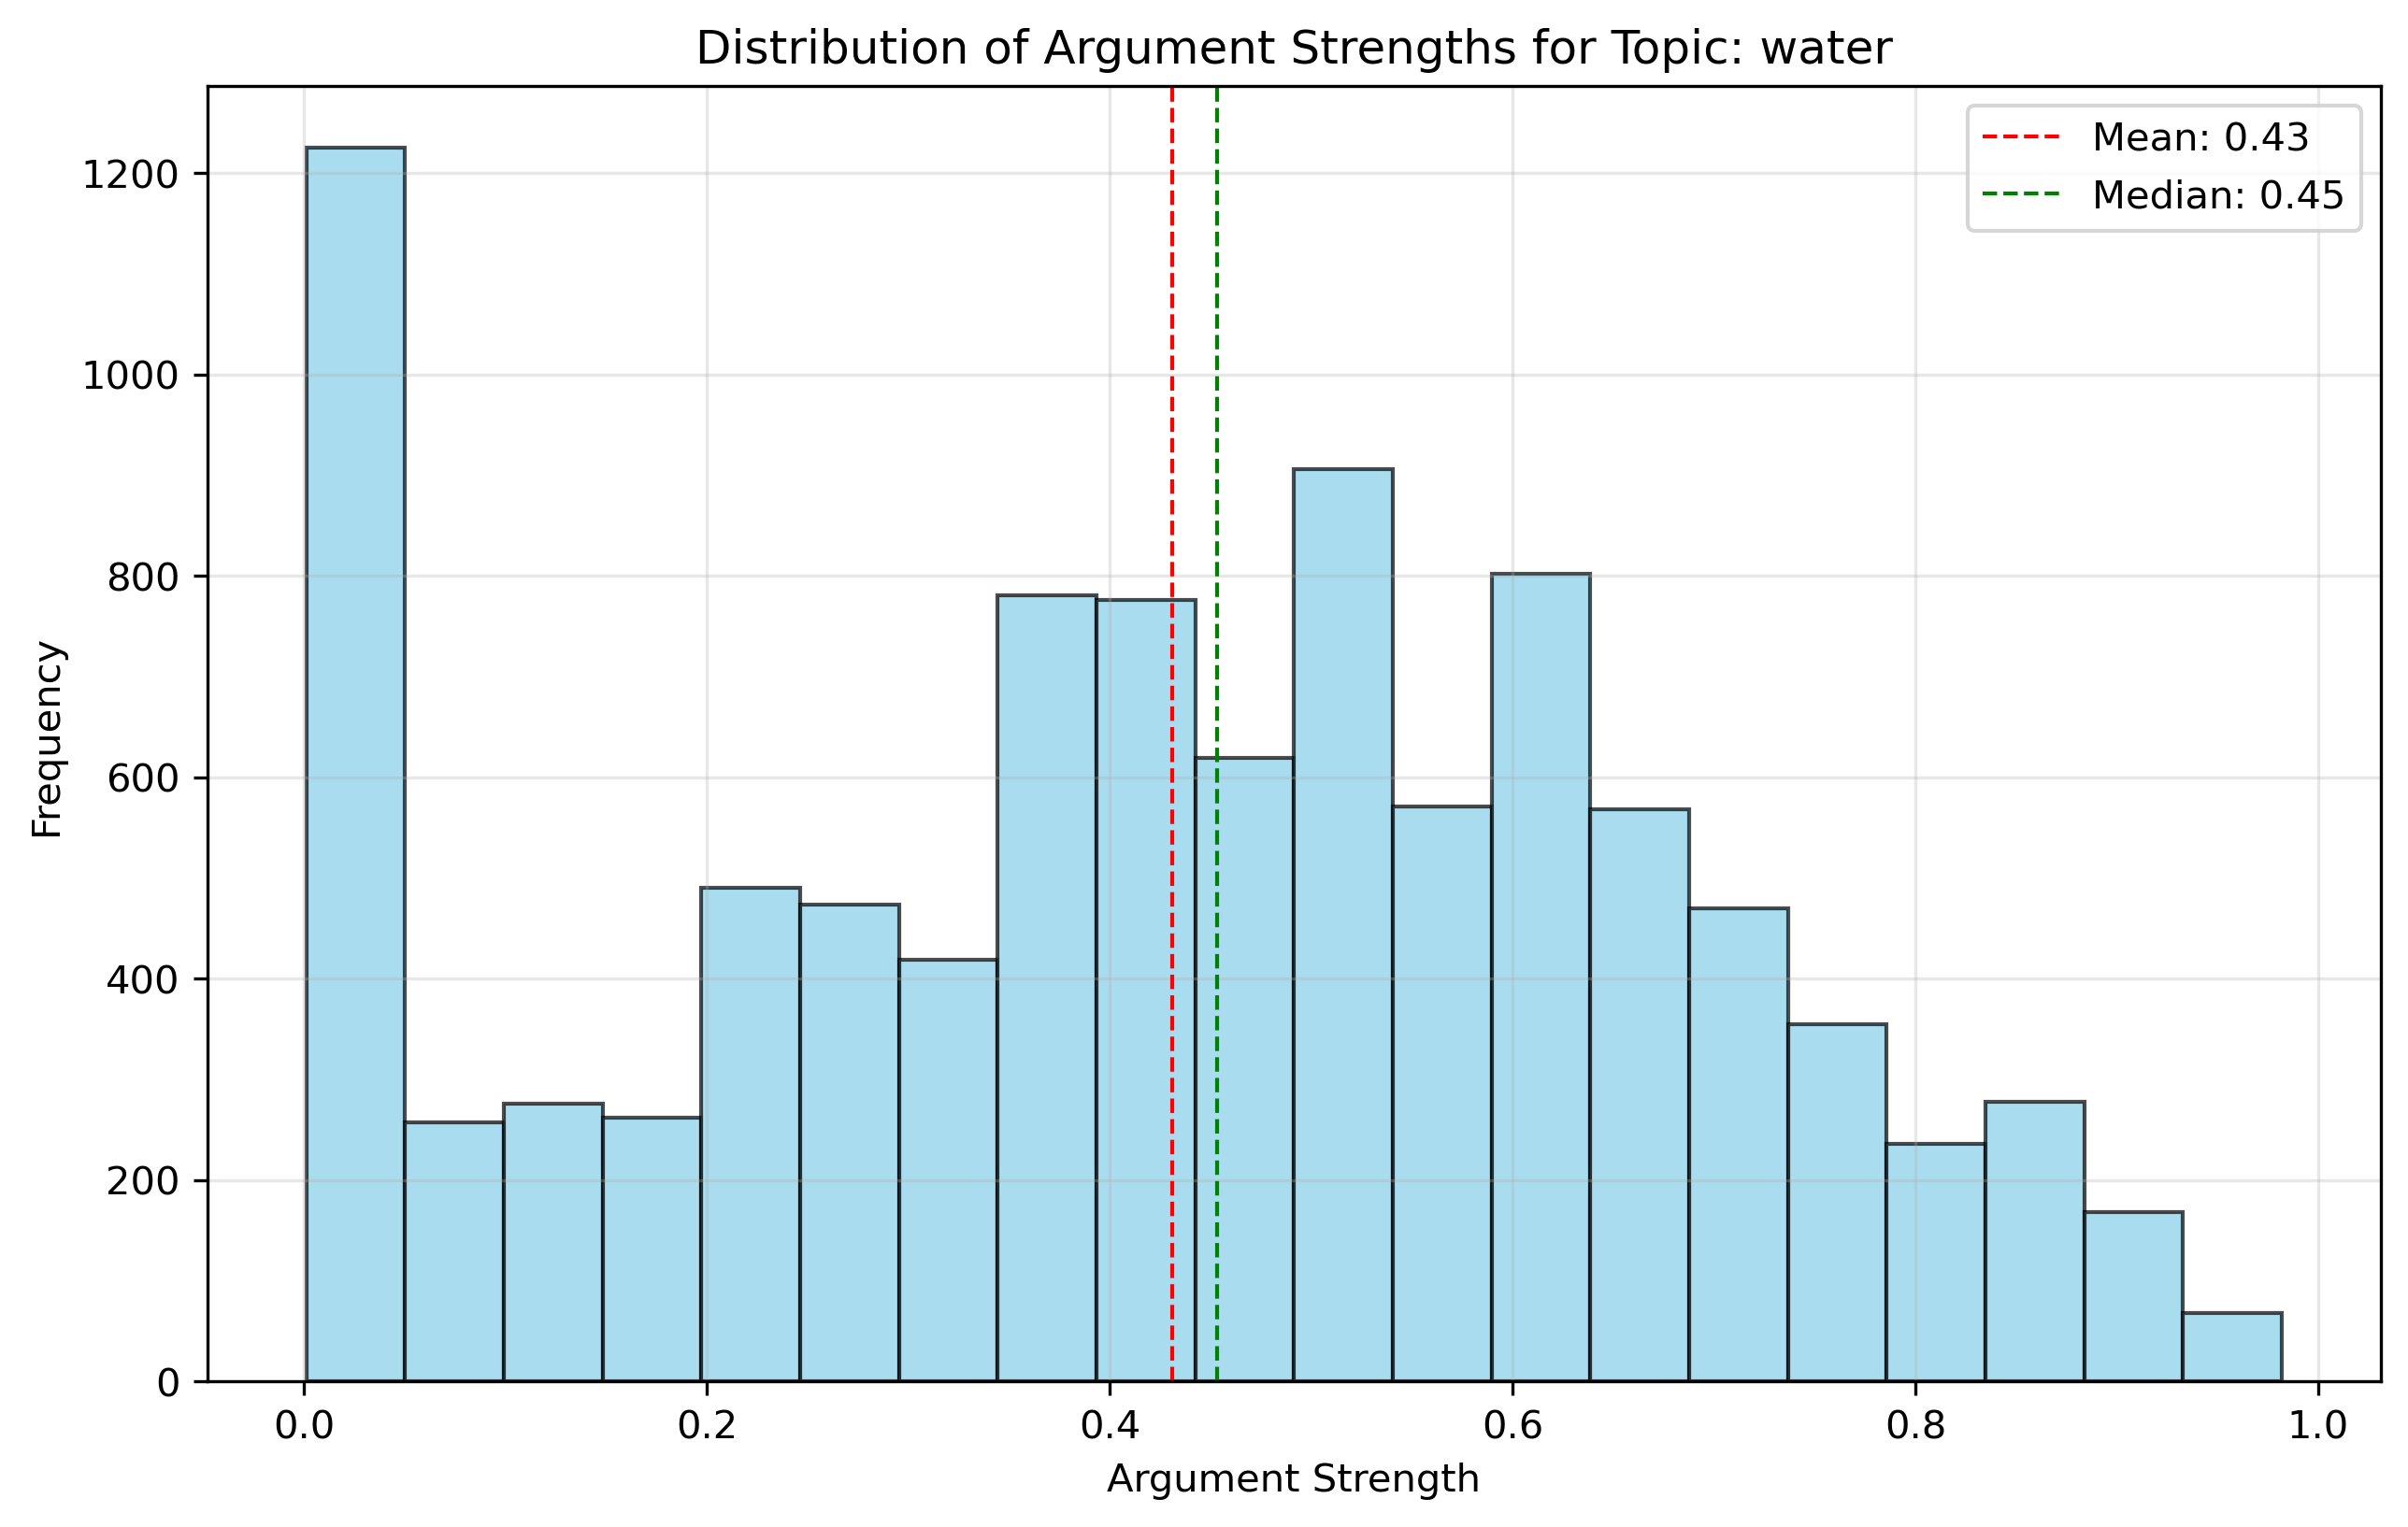 Distribution of Argument Strengths for Topic: water
Mean: 0.43
Median: 0.45
1200
1000
800
600
400
200
0
Frequency
0.0 0.2 0.4 0.6 0.8 1.0
Argument Strength